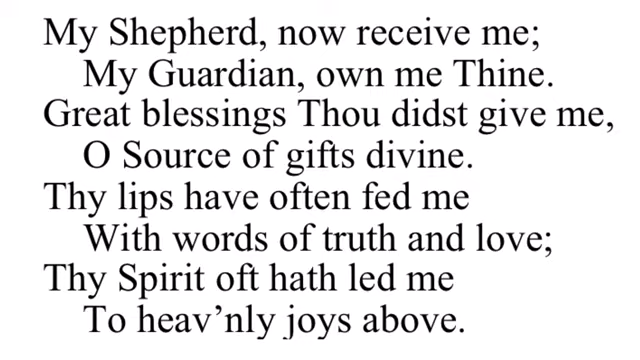 My Shepherd, now receive me;
My Guardian, own me Thine.
Great blessings Thou didst give me,
O Source of gifts divine.
Thy lips have often fed me
With words of truth and love;
Thy Spirit oft hath led me
To heav’nly joys above.